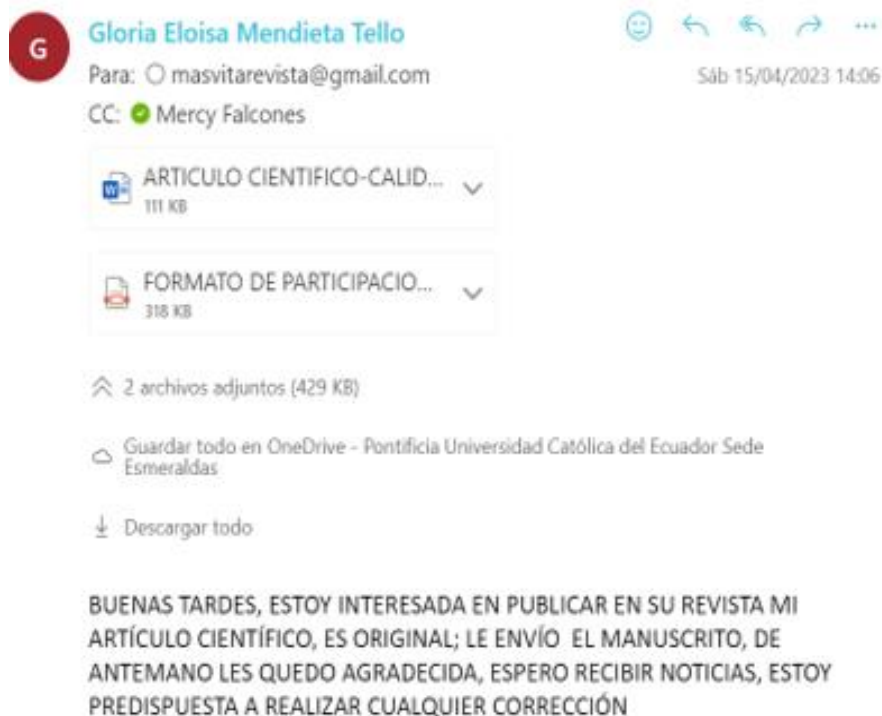 G
Gloria Eloisa Mendieta Tello
Para: masvitarevista@gmail.com
Sáb 15/04/2023 14:06
CC: Mercy Falcones
ARTICULO CIENTIFICO-CALID...
111 KB
FORMATO DE PARTICIPACIO...
318 KB
2 archivos adjuntos (429 KB)
Guardar todo en OneDrive - Pontificia Universidad Católica del Ecuador Sede
Esmeraldas
Descargar todo
BUENAS TARDES, ESTOY INTERESADA EN PUBLICAR EN SU REVISTA MI
ARTÍCULO CIENTÍFICO, ES ORIGINAL; LE ENVÍO EL MANUSCRITO, DE
ANTEMANO LES QUEDO AGRADECIDA, ESPERO RECIBIR NOTICIAS, ESTOY
PREDISPUESTA A REALIZAR CUALQUIER CORRECCIÓN